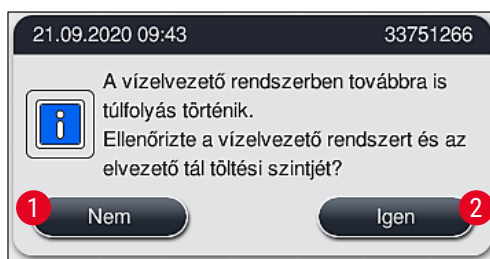 21.09.2020 09:43 33751266
A vízelvezető rendszerben továbbra is
túlfolyás történik.
Ellenőrizte a vízelvezető rendszert és az
elvezető tál töltési szintjét?
1 Nem Igen 2